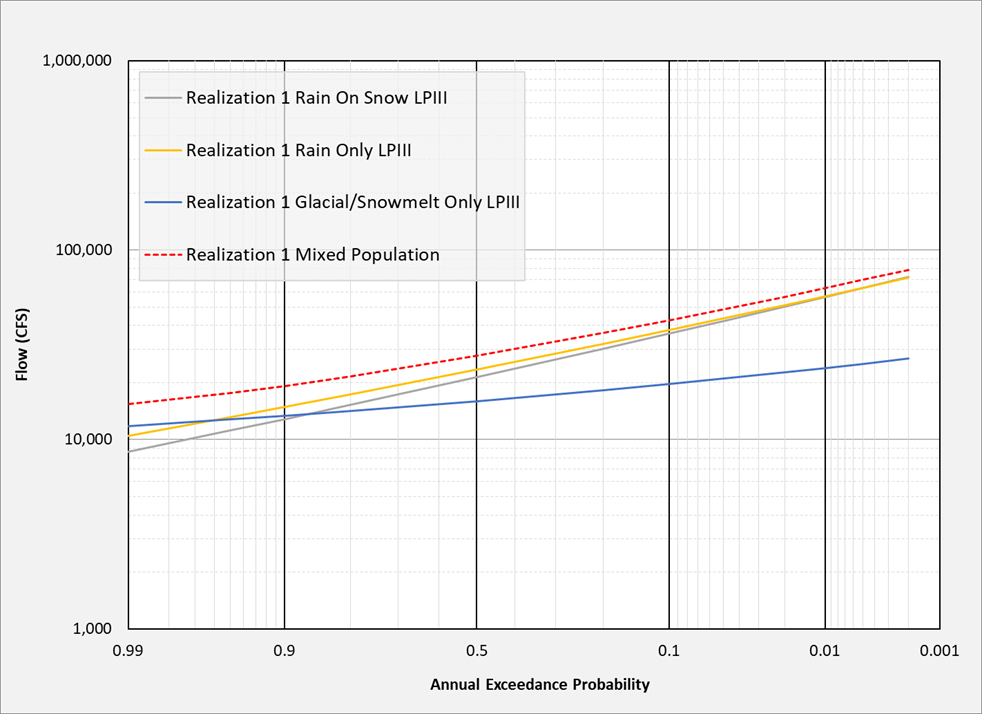 1,000,000
Realization 1 Rain On Snow LPIII
Realization 1 Rain Only LPIII
Realization 1 Glacial/Snowmelt Only LPIII
Realization 1 Mixed Population
100,000
10,000
1,000
Flow (CFS)
0.99 0.9 0.5 0.1 0.01 0.001
Annual Exceedance Probability